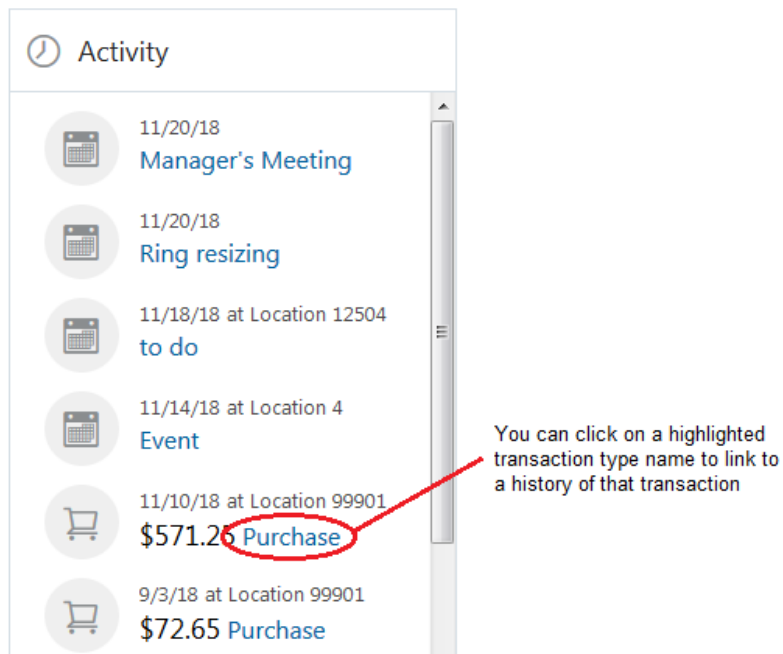 Activity
11/20/18
Manager's Meeting
11/20/18
Ring resizing
11/18/18 at Location 12504
to do
11/14/18 at Location 4
Event
11/10/18 at Location 99901
$571.25 Purchase
9/3/18 at Location 99901
$72.65 Purchase
You can click on a highlighted
transaction type name to link to
a history of that transaction